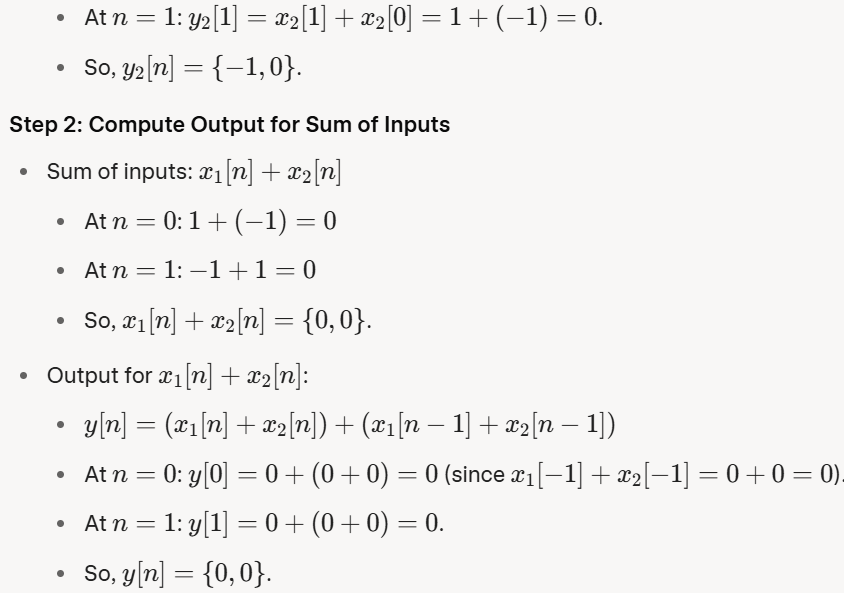 At n = 1: y₂[1] = x₂[1] + x₂[0] = 1 + (−1) = 0.
So, y₂[n] = {−1, 0}.
Step 2: Compute Output for Sum of Inputs
Sum of inputs: x₁[n] + x₂[n]
At n = 0: 1 + (−1) = 0
At n = 1: −1 + 1 = 0
So, x₁[n] + x₂[n] = {0, 0}.
Output for x₁[n] + x₂[n]:
y[n] = (x₁[n] + x₂[n]) + (x₁[n − 1] + x₂[n − 1])
At n = 0: y[0] = 0 + (0 + 0) = 0 (since x₁[−1] + x₂[−1] = 0 + 0 = 0).
At n = 1: y[1] = 0 + (0 + 0) = 0.
So, y[n] = {0, 0}.